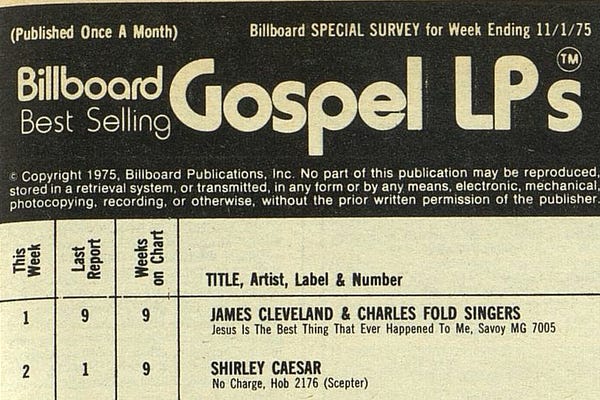 (Published Once A Month) Billboard SPECIAL SURVEY for Week Ending 11/1/75
Billboard Gospel LPs TM
Best Selling
© Copyright 1975, Billboard Publications, Inc. No part of this publication may be reproduced,
stored in a retrieval system, or transmitted, in any form or by any means, electronic, mechanical,
photocopying, recording, or otherwise, without the prior written permission of the publisher.
This Week Last Report Weeks on Chart TITLE, Artist, Label & Number
1 9 9 JAMES CLEVELAND & CHARLES FOLD SINGERS
Jesus Is The Best Thing That Ever Happened To Me, Savoy MG 7005
2 1 9 SHIRLEY CAESAR
No Charge, Hob 2176 (Scepter)